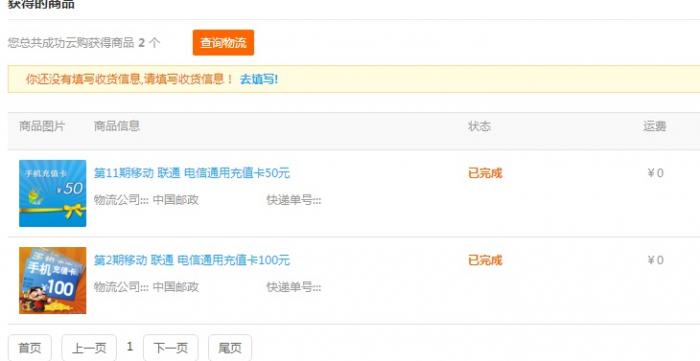 获得的商品
您总共成功云购获得商品 2 个 查询物流
你还没有填写收货信息,请填写收货信息！ 去填写!
商品图片 商品信息 状态 运费
手机充值卡
¥50
第11期移动 联通 电信通用充值卡50元 已完成 ¥0
物流公司::: 中国邮政 快递单号:::
手机充值卡
¥100
第2期移动 联通 电信通用充值卡100元 已完成 ¥0
物流公司::: 中国邮政 快递单号:::
首页 上一页 1 下一页 尾页